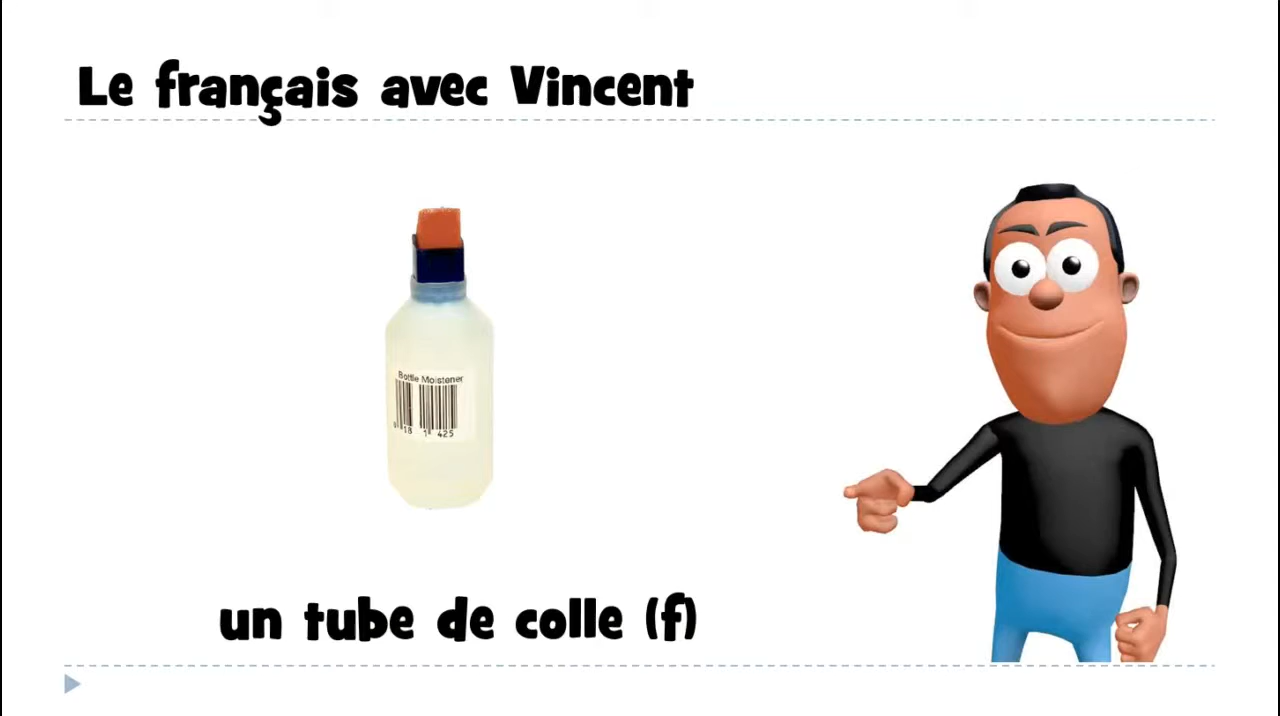 Le français avec Vincent
Bottle Moistener
un tube de colle (f)